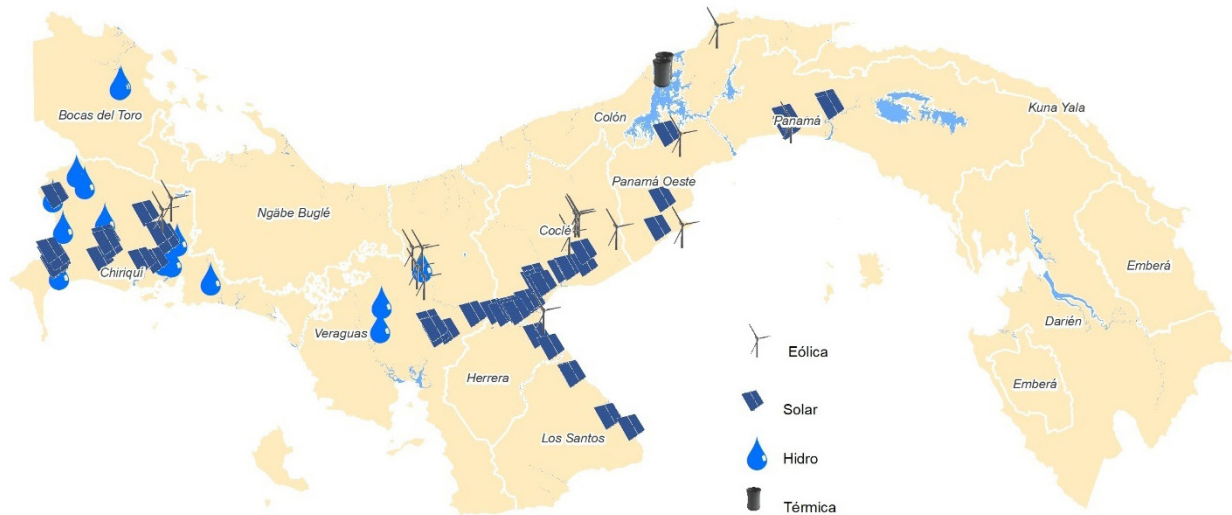 Bocas del Toro
Ngäbe Buglé
Chiriquí
Veraguas
Herrera
Los Santos
Coclé
Colón
Panamá Oeste
Panamá
Kuna Yala
Emberá
Darién
Emberá
Eólica
Solar
Hidro
Térmica